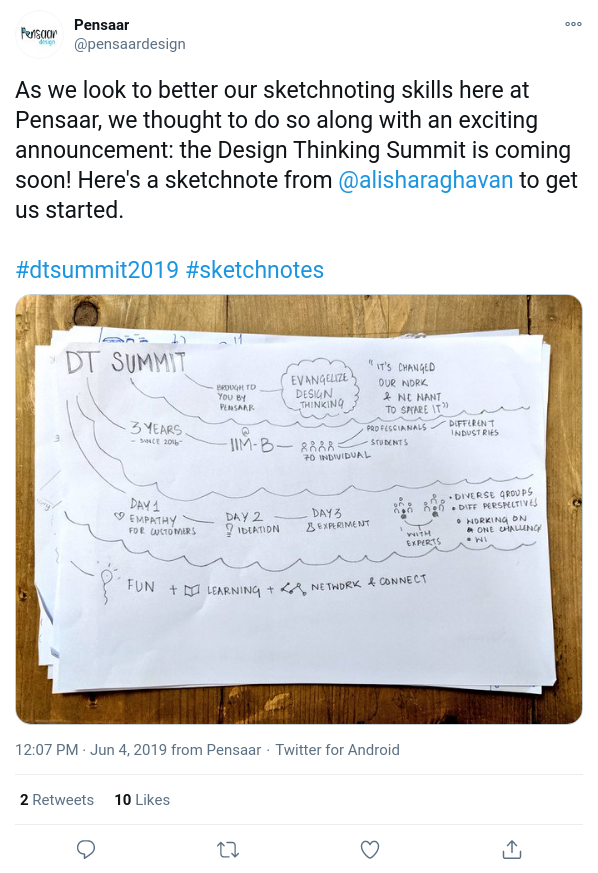 Pensaar
@pensaardesign
Pensaar
design
As we look to better our sketchnoting skills here at
Pensaar, we thought to do so along with an exciting
announcement: the Design Thinking Summit is coming
soon! Here's a sketchnote from @alisharaghavan to get
us started.
#dtsummit2019 #sketchnotes
DT SUMMIT
BROUGHT TO
YOU BY
PENSAAR
EVANGELIZE
DESIGN
THINKING
"IT'S CHANGED
OUR WORK
& WE WANT
TO SHARE IT"
3 YEARS
- SINCE 2016-
IIM-B
70 INDIVIDUAL
PROFESSIONALS
STUDENTS
DIFFERENT
INDUSTRIES
DAY 1
EMPATHY
FOR CUSTOMERS
DAY 2
IDEATION
DAY 3
EXPERIMENT
WITH
EXPERTS
• DIVERSE GROUPS
• DIFF PERSPECTIVES
• WORKING ON
ONE CHALLENGE
• WI
FUN + LEARNING + NETWORK & CONNECT
12:07 PM · Jun 4, 2019 from Pensaar · Twitter for Android
2 Retweets 10 Likes